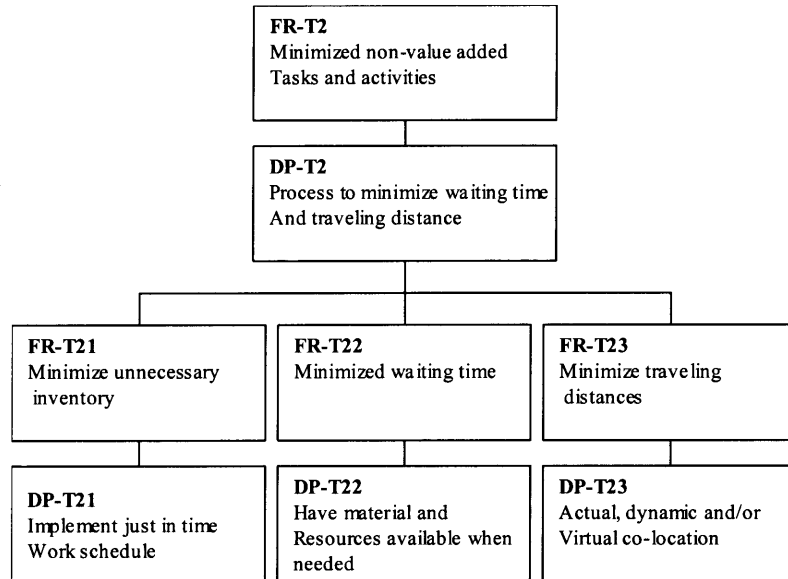 FR-T2
Minimized non-value added
Tasks and activities
DP-T2
Process to minimize waiting time
And traveling distance
FR-T21
Minimize unnecessary
inventory
FR-T22
Minimized waiting time
FR-T23
Minimize traveling
distances
DP-T21
Implement just in time
Work schedule
DP-T22
Have material and
Resources available when
needed
DP-T23
Actual, dynamic and/or
Virtual co-location